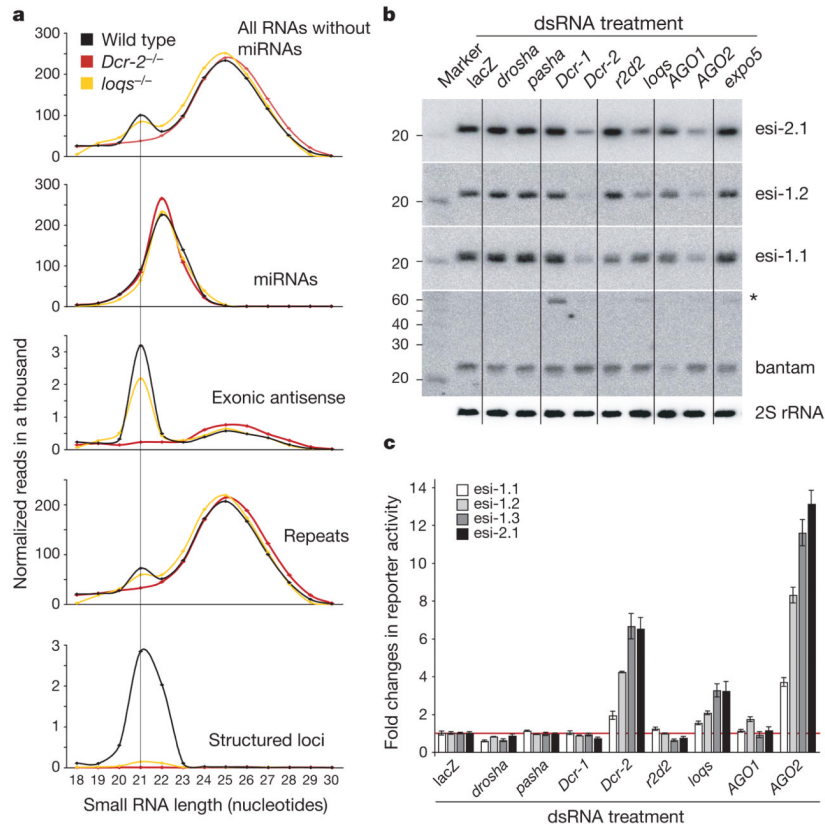 a
All RNAs without
miRNAs
Wild type
Dcr-2–/–
loqs–/–
300
200
100
0
300
200
100
0
miRNAs
4
3
2
1
0
Exonic antisense
200
100
0
Repeats
3
2
1
0
Structured loci
18 19 20 21 22 23 24 25 26 27 28 29 30
Small RNA length (nucleotides)
Normalized reads in a thousand
b
dsRNA treatment
Marker
lacZ
drosha
pasha
Dcr-1
Dcr-2
r2d2
loqs
AGO1
AGO2
expo5
20
esi-2.1
20
esi-1.2
20
esi-1.1
60
*
40
30
20
bantam
2S rRNA
c
14
12
10
8
6
4
2
0
esi-1.1
esi-1.2
esi-1.3
esi-2.1
Fold changes in reporter activity
lacZ
drosha
pasha
Dcr-1
Dcr-2
r2d2
loqs
AGO1
AGO2
dsRNA treatment